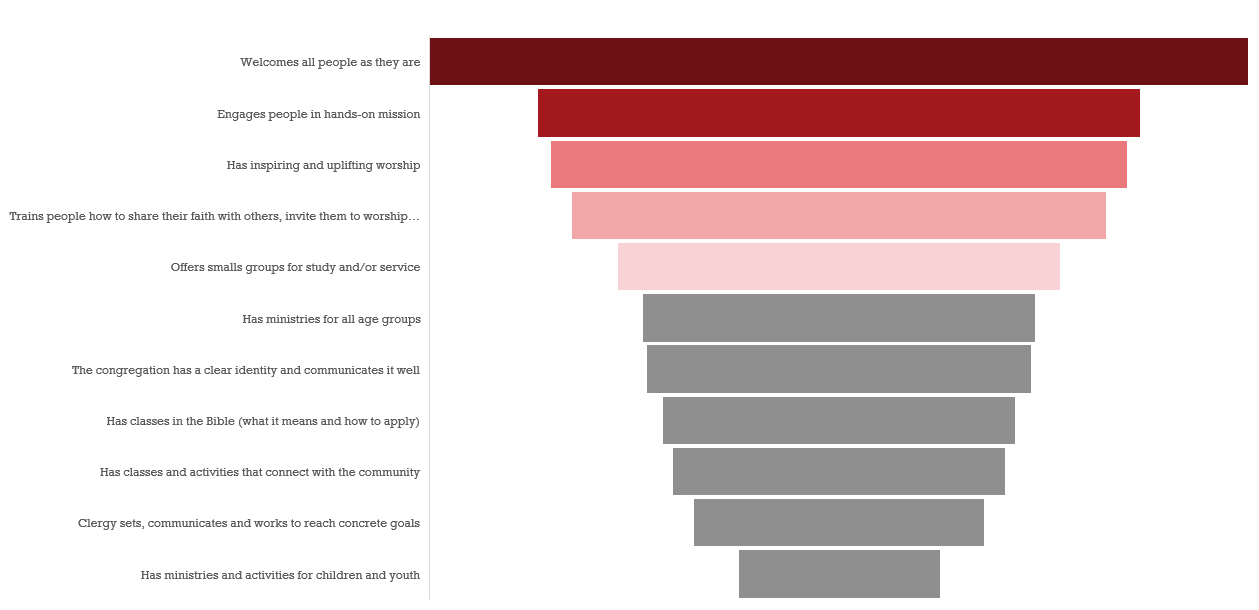 Welcomes all people as they are
Engages people in hands-on mission
Has inspiring and uplifting worship
Trains people how to share their faith with others, invite them to worship…
Offers smalls groups for study and/or service
Has ministries for all age groups
The congregation has a clear identity and communicates it well
Has classes in the Bible (what it means and how to apply)
Has classes and activities that connect with the community
Clergy sets, communicates and works to reach concrete goals
Has ministries and activities for children and youth